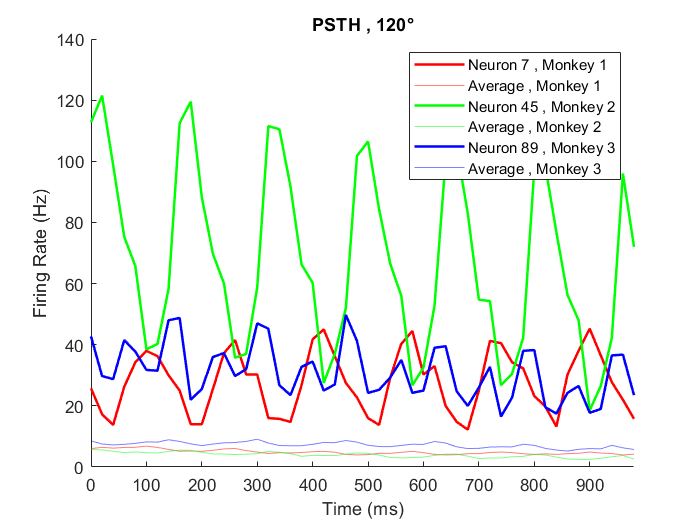 PSTH , 120°
140
120
100
80
60
40
20
0
Firing Rate (Hz)
Neuron 7 , Monkey 1
Average , Monkey 1
Neuron 45 , Monkey 2
Average , Monkey 2
Neuron 89 , Monkey 3
Average , Monkey 3
0 100 200 300 400 500 600 700 800 900
Time (ms)